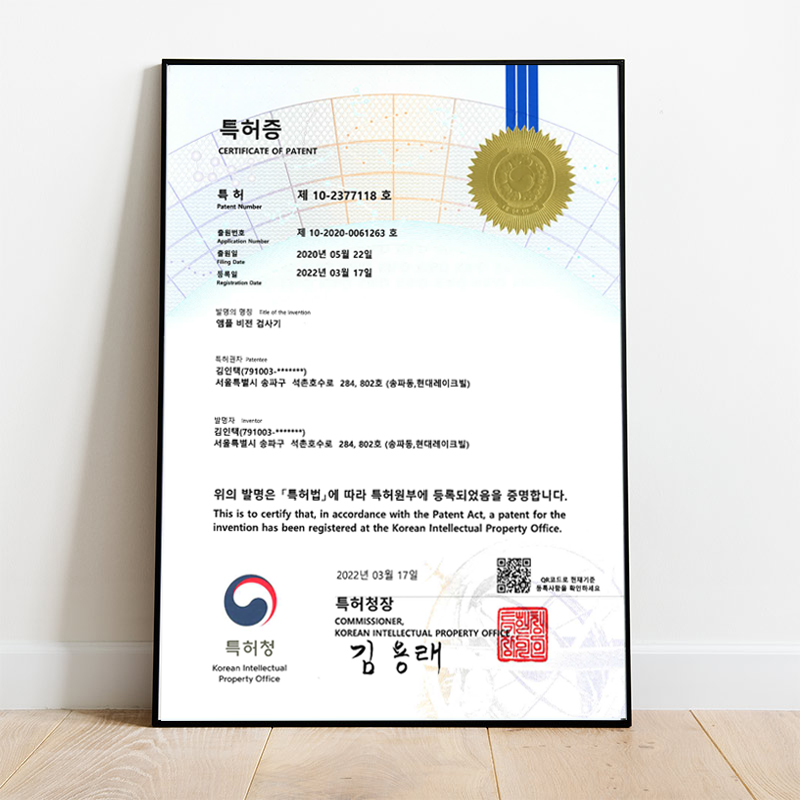 특허증
CERTIFICATE OF PATENT
특 허 제 10-2377118 호
Patent Number
출원번호 제 10-2020-0061263 호
Application Number
출원일 2020년 05월 22일
Filing Date
등록일 2022년 03월 17일
Registration Date
발명의 명칭 Title of the invention
앰플 비전 검사기
특허권자 Patentee
김인택(791003-*******)
서울특별시 송파구 석촌호수로 284, 802호 (송파동,현대레이크빌)
발명자 Inventor
김인택(791003-*******)
서울특별시 송파구 석촌호수로 284, 802호 (송파동,현대레이크빌)
위의 발명은 「특허법」에 따라 특허원부에 등록되었음을 증명합니다.
This is to certify that, in accordance with the Patent Act, a patent for the
invention has been registered at the Korean Intellectual Property Office.
2022년 03월 17일
QR코드로 현재기준
등록사항을 확인하세요
특허청장
COMMISSIONER,
KOREAN INTELLECTUAL PROPERTY OFFICE
김용래
특허청
Korean Intellectual
Property Office